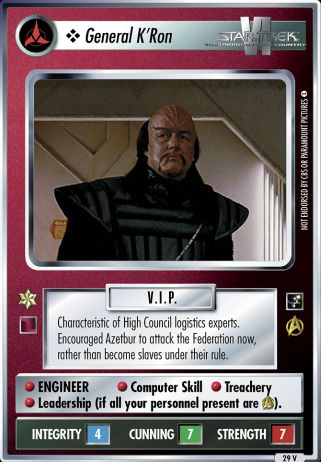 ❖ General K'Ron
STAR TREK VI
THE UNDISCOVERED COUNTRY
NOT ENDORSED BY CBS OR PARAMOUNT PICTURES
V.I.P.
Characteristic of High Council logistics experts.
Encouraged Azetbur to attack the Federation now,
rather than become slaves under their rule.
• ENGINEER • Computer Skill • Treachery
• Leadership (if all your personnel present are ).
INTEGRITY 4 CUNNING 7 STRENGTH 7
29 V